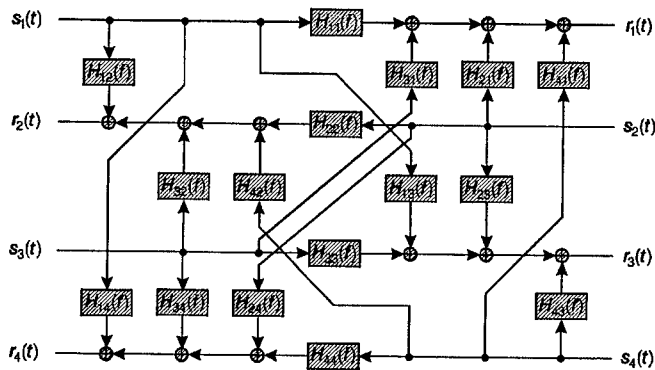 s₁(t) H₁₁(f) r₁(t)
H₁₂(f) H₃₁(f) H₂₁(f) H₄₁(f)
r₂(t) H₂₂(f) s₂(t)
H₃₂(f) H₄₂(f) H₁₃(f) H₂₃(f)
s₃(t) H₃₃(f) r₃(t)
H₁₄(f) H₃₄(f) H₂₄(f) H₄₃(f)
r₄(t) H₄₄(f) s₄(t)